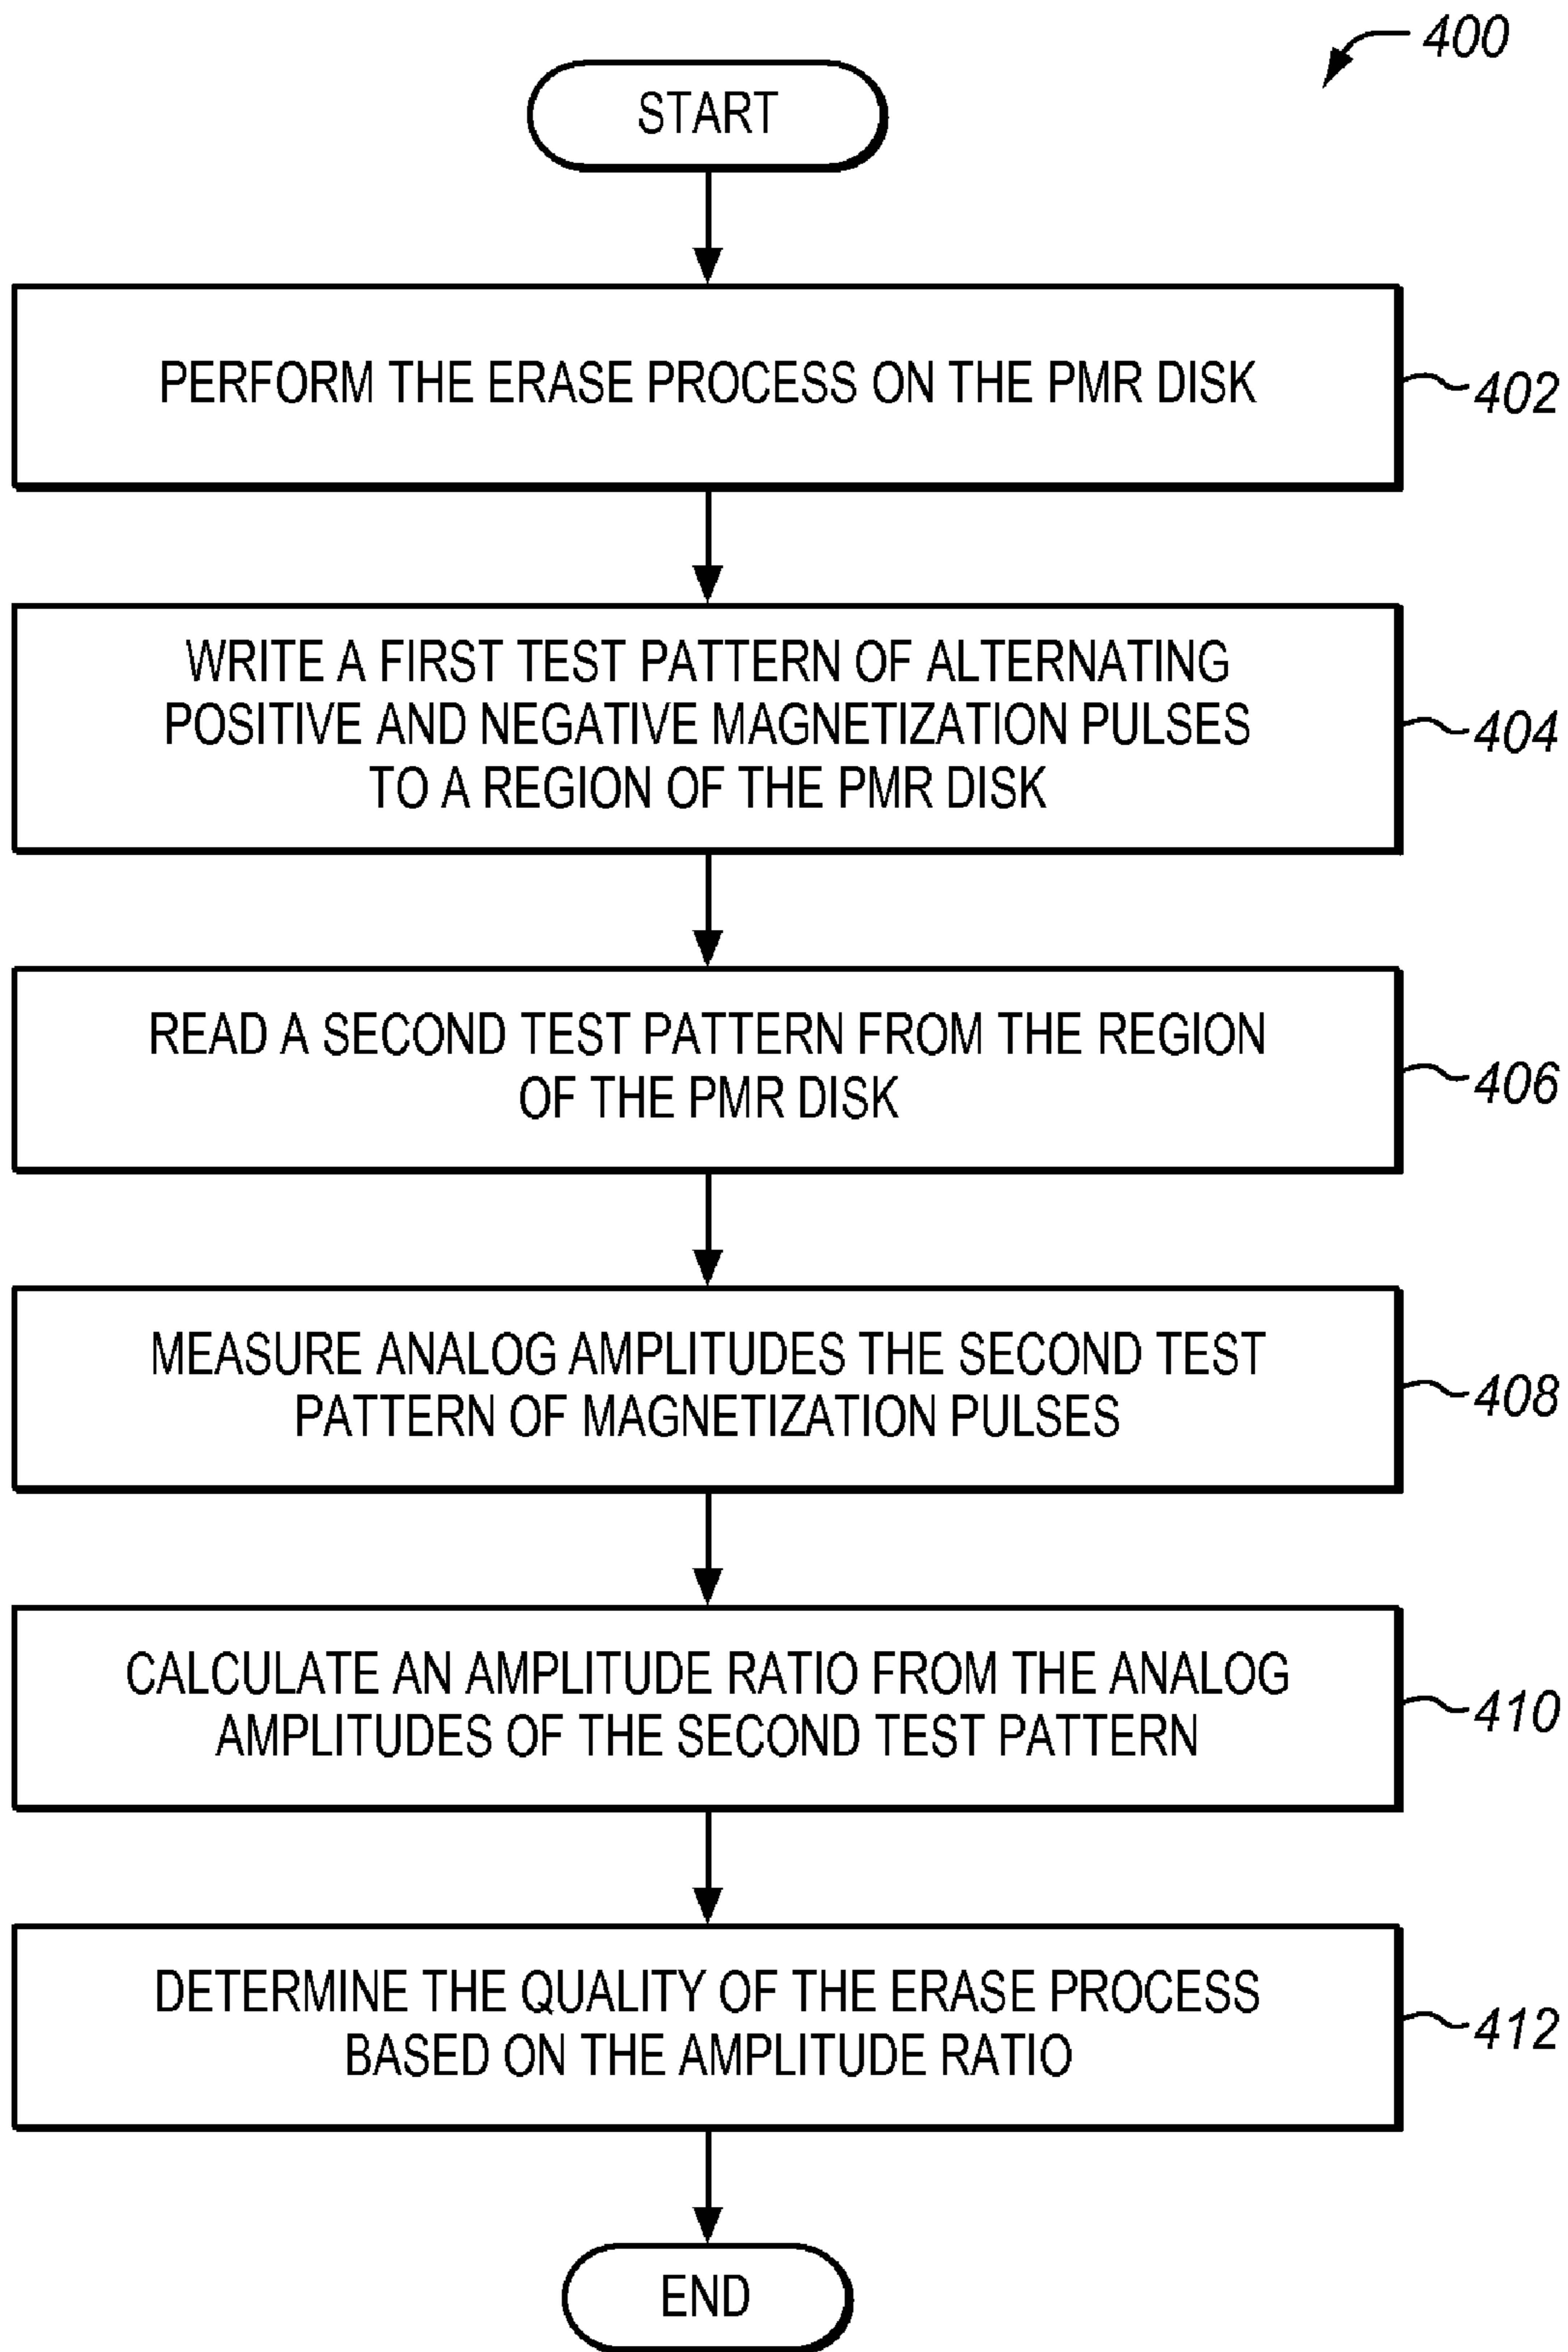 400
START
PERFORM THE ERASE PROCESS ON THE PMR DISK
402
WRITE A FIRST TEST PATTERN OF ALTERNATING
POSITIVE AND NEGATIVE MAGNETIZATION PULSES
TO A REGION OF THE PMR DISK
404
READ A SECOND TEST PATTERN FROM THE REGION
OF THE PMR DISK
406
MEASURE ANALOG AMPLITUDES THE SECOND TEST
PATTERN OF MAGNETIZATION PULSES
408
CALCULATE AN AMPLITUDE RATIO FROM THE ANALOG
AMPLITUDES OF THE SECOND TEST PATTERN
410
DETERMINE THE QUALITY OF THE ERASE PROCESS
BASED ON THE AMPLITUDE RATIO
412
END